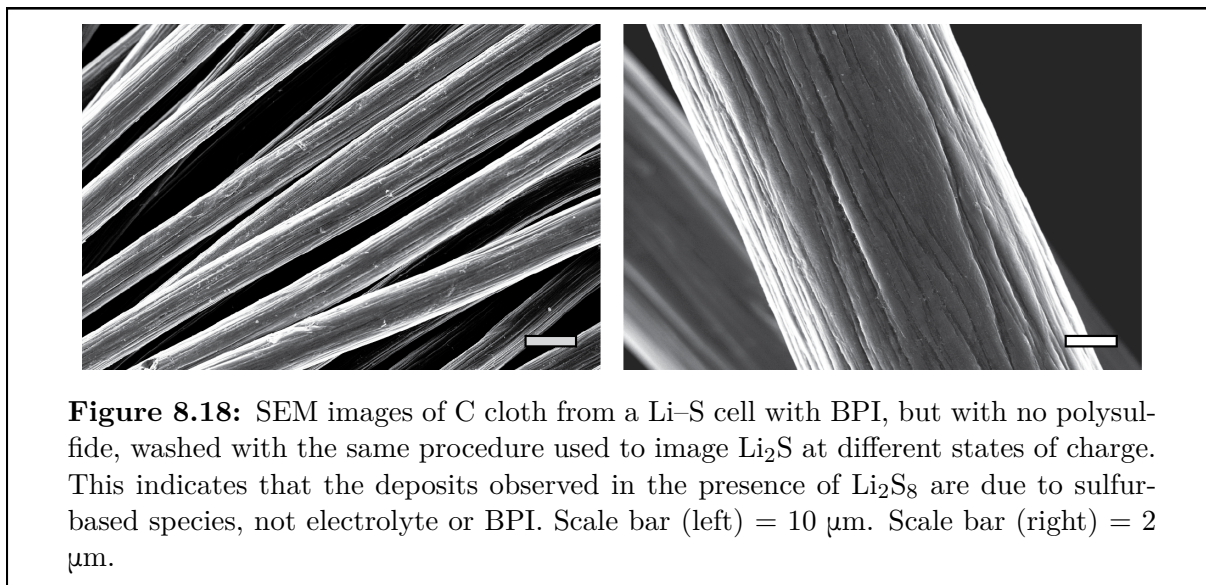 Figure 8.18: SEM images of C cloth from a Li–S cell with BPI, but with no polysul-
fide, washed with the same procedure used to image Li₂S at different states of charge.
This indicates that the deposits observed in the presence of Li₂S₈ are due to sulfur-
based species, not electrolyte or BPI. Scale bar (left) = 10 μm. Scale bar (right) = 2
μm.